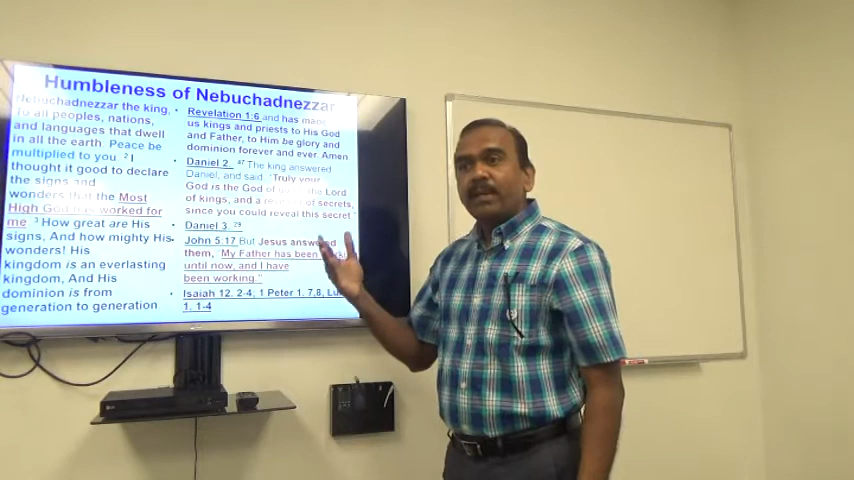 Humbleness of Nebuchadnezzar
Nebuchadnezzar the king,
To all peoples, nations,
and languages that dwell
in all the earth: Peace be
multiplied to you ²I
thought it good to declare
the signs and
wonders that the Most
High God has worked for
me ³How great are His
signs, And how mighty His
wonders! His
kingdom is an everlasting
kingdom, And His
dominion is from
generation to generation
• Revelation 1:6 and has made
us kings and priests to His God
and Father, to Him be glory and
dominion forever and ever. Amen.
• Daniel 2. ⁴⁷ The king answered
Daniel, and said, "Truly your
God is the God of the Lord
of kings, and a revealer of secrets,
since you could reveal this secret"
• Daniel 3. ²⁹
• John 5:17 But Jesus answered
them, My Father has been
until now, and I have
been working."
• Isaiah 12. 2-4; 1 Peter 1. 7,8,
1. 1-4